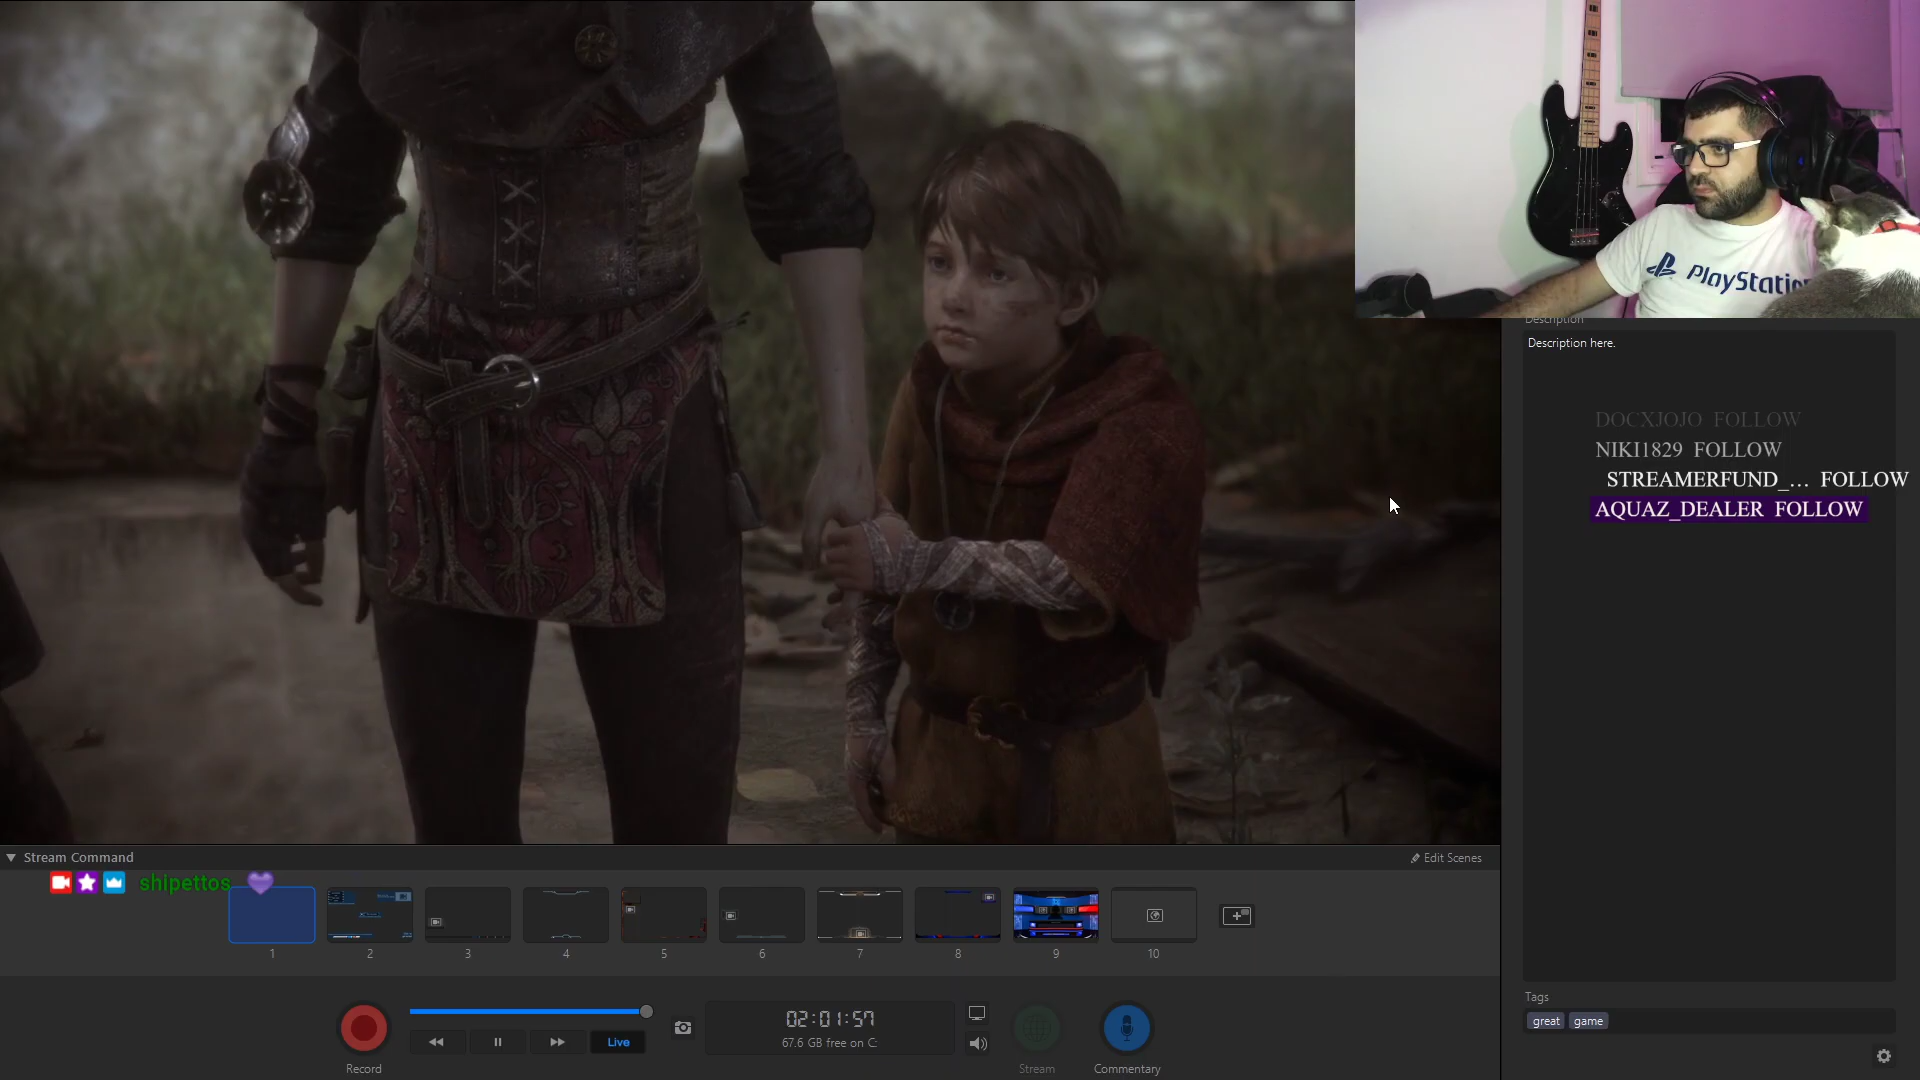 PlayStation
Description
Description here.
DOCXJOJO FOLLOW
NIKI1829 FOLLOW
STREAMERFUND_... FOLLOW
AQUAZ_DEALER FOLLOW
Stream Command
Edit Scenes
shipettos
1 2 3 4 5 6 7 8 9 10
Tags
great game
02:01:57
67.6 GB free on C:
Live
Record
Stream
Commentary